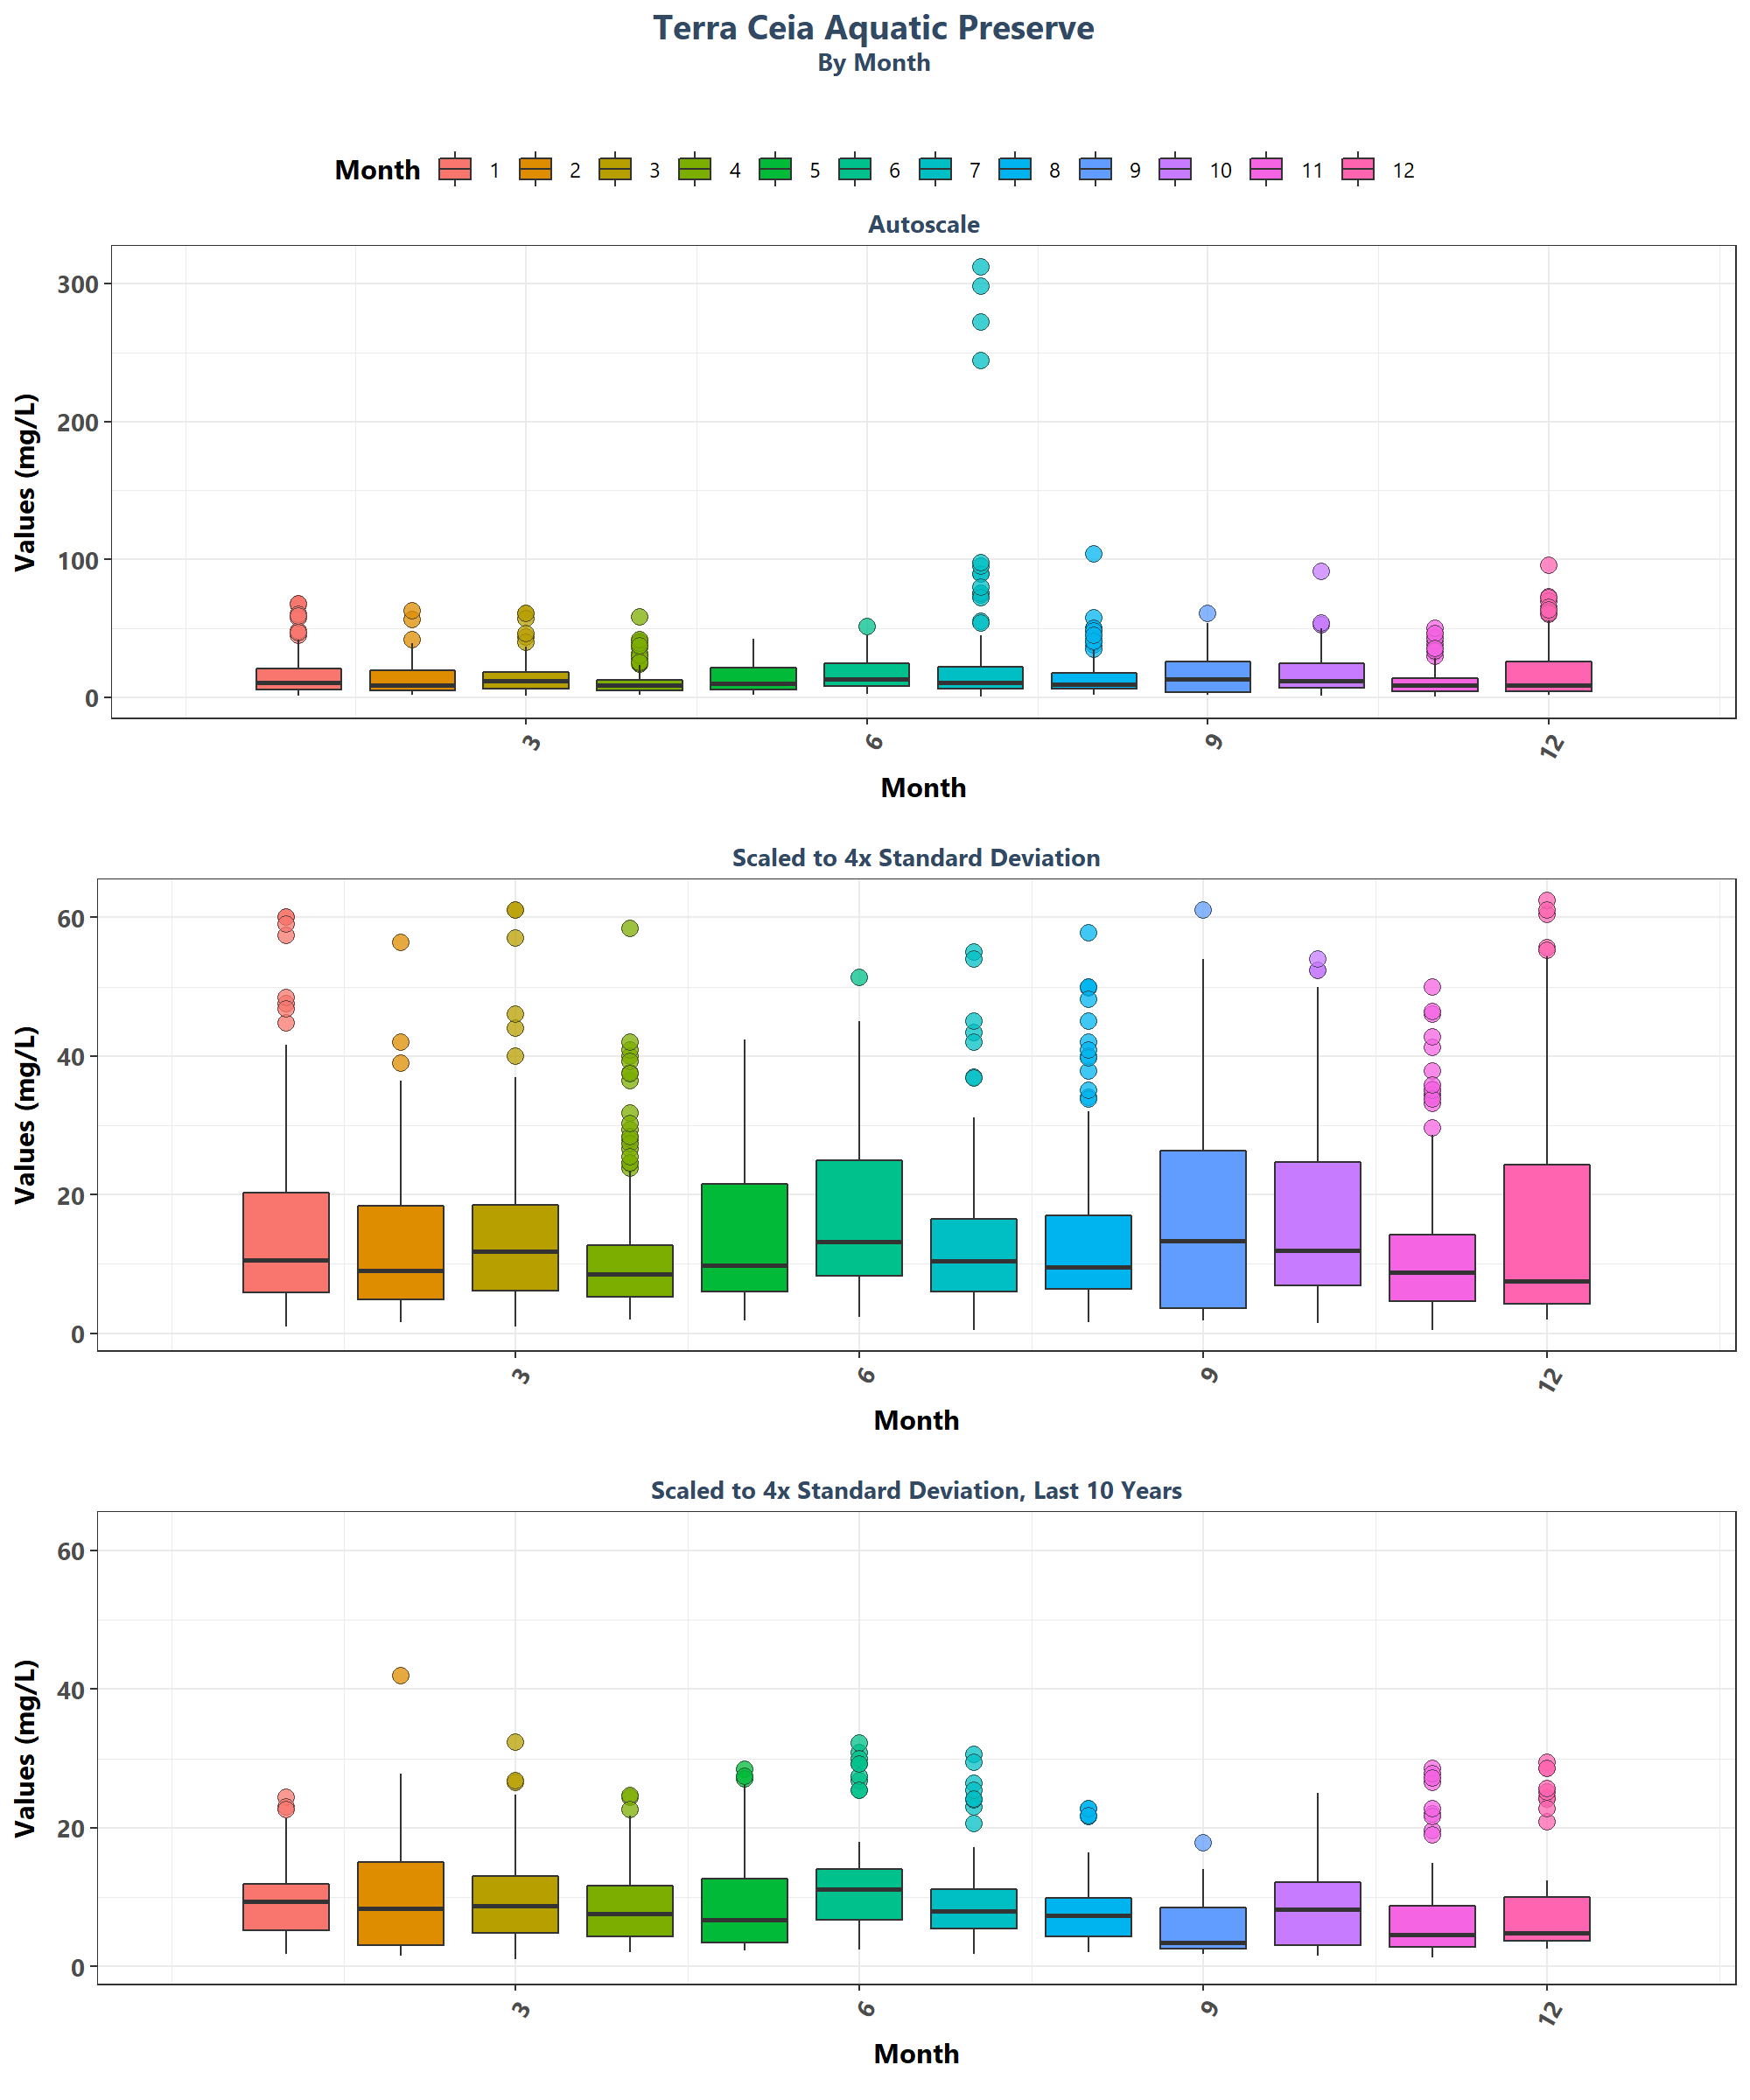 Terra Ceia Aquatic Preserve
By Month
Month 1 2 3 4 5 6 7 8 9 10 11 12
Autoscale
Values (mg/L)
300
200
100
0
3 6 9 12
Month
Scaled to 4x Standard Deviation
Values (mg/L)
60
40
20
0
3 6 9 12
Month
Scaled to 4x Standard Deviation, Last 10 Years
Values (mg/L)
60
40
20
0
3 6 9 12
Month